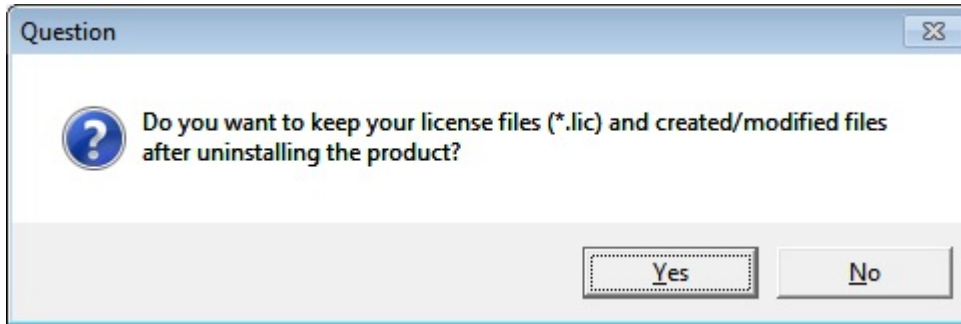 Question
Do you want to keep your license files (*.lic) and created/modified files
after uninstalling the product?
Yes
No